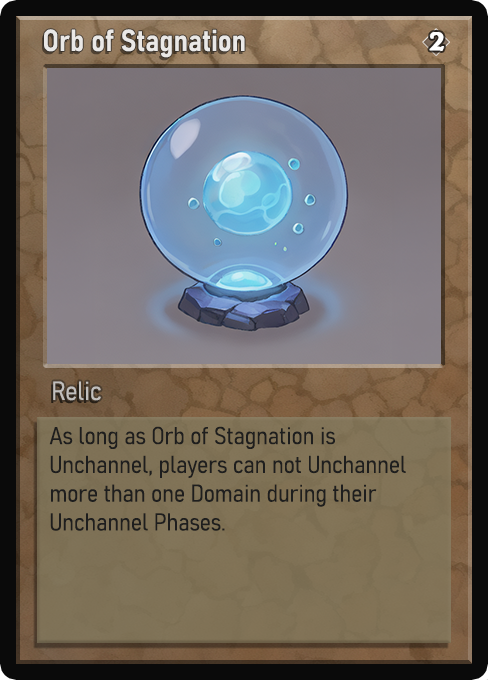 Orb of Stagnation
2
Relic
As long as Orb of Stagnation is
Unchannel, players can not Unchannel
more than one Domain during their
Unchannel Phases.